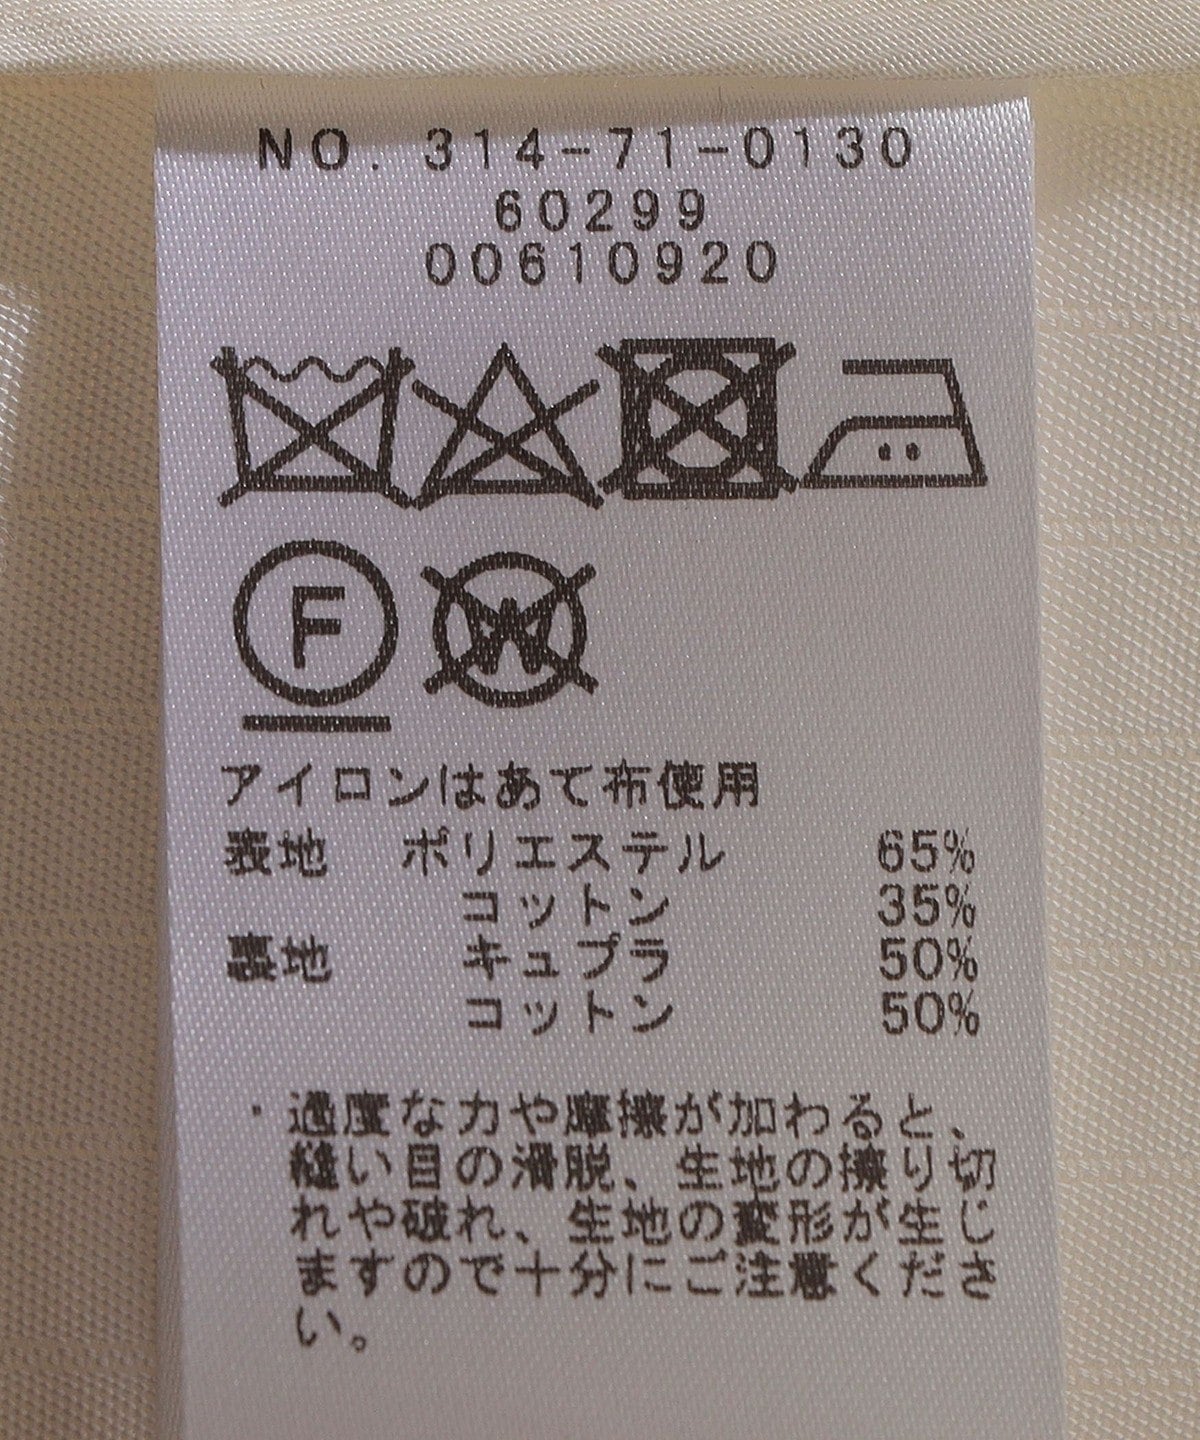 NO. 314-71-0130
60299
00610920
F W
アイロンはあて布使用
表地 ポリエステル 65%
コットン 35%
裏地 キュプラ 50%
コットン 50%
・過度な力や摩擦が加わると、
縫い目の滑脱、生地の擦り切
れや破れ、生地の変形が生じ
ますので十分にご注意くださ
い。